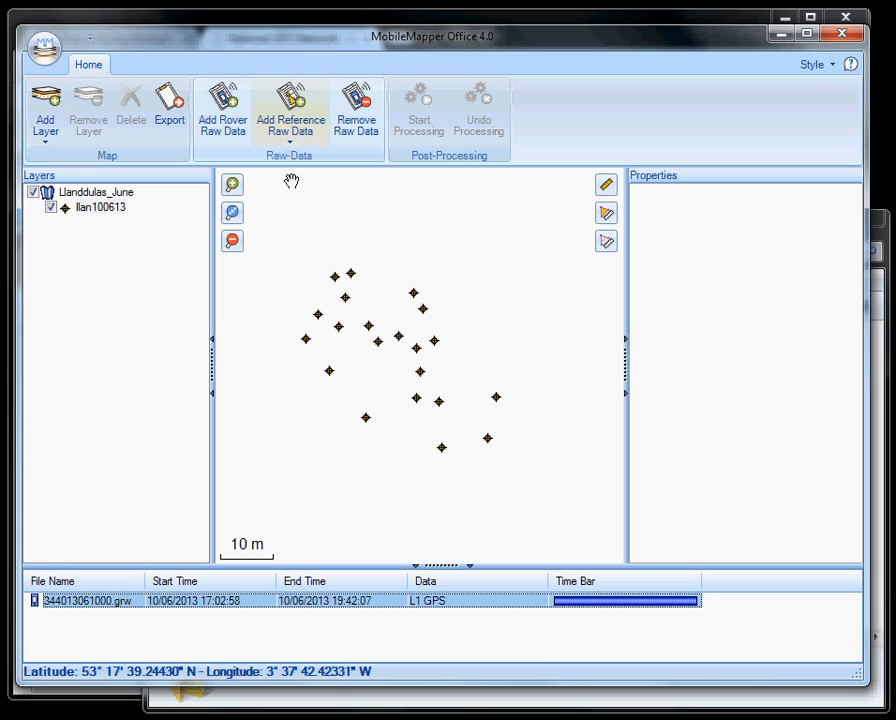 MobileMapper Office 4.0
MM
Home
Style
Add Layer
Remove Layer
Delete
Export
Add Rover Raw Data
Add Reference Raw Data
Remove Raw Data
Start Processing
Undo Processing
Map
Raw-Data
Post-Processing
Layers
Properties
Llanddulas_June
llan100613
10 m
File Name Start Time End Time Data Time Bar
344013061000.grw 10/06/2013 17:02:58 10/06/2013 19:42:07 L1 GPS
Latitude: 53° 17' 39.24430" N - Longitude: 3° 37' 42.42331" W